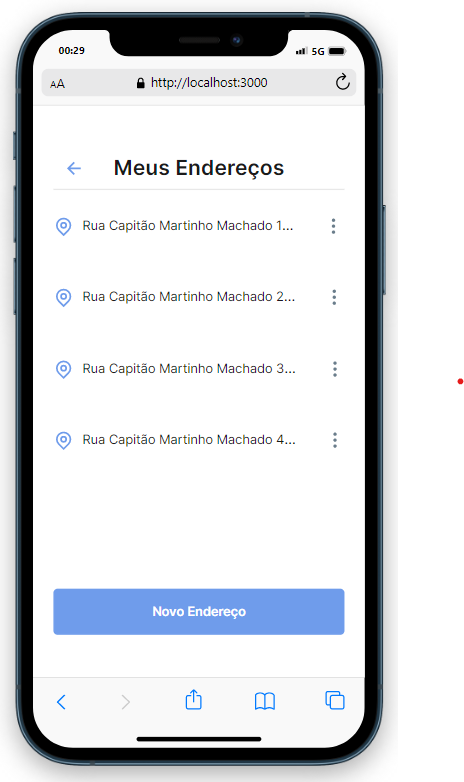 00:29
5G
AA
http://localhost:3000
Meus Endereços
Rua Capitão Martinho Machado 1...
Rua Capitão Martinho Machado 2...
Rua Capitão Martinho Machado 3...
Rua Capitão Martinho Machado 4...
Novo Endereço